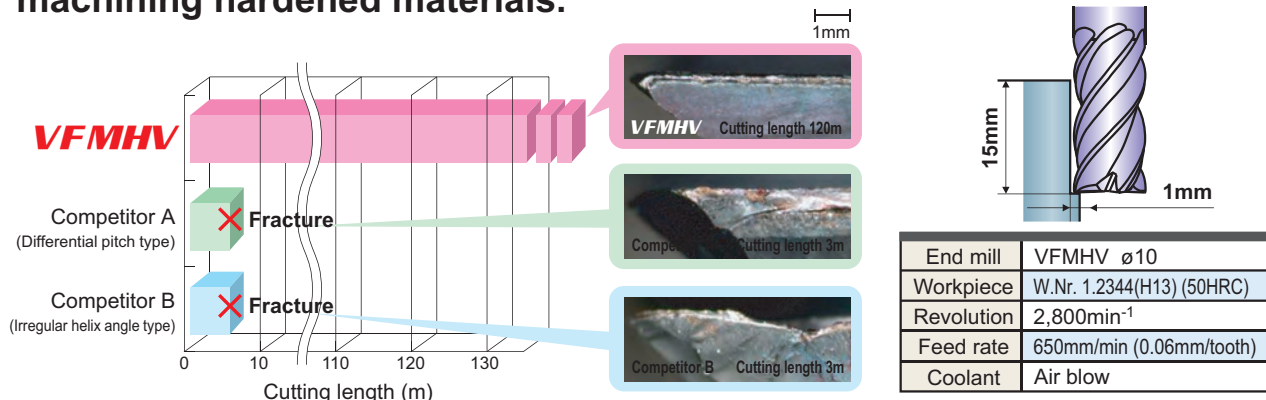 machining hardened materials.
1mm
VFMHV
Competitor A
(Differential pitch type)
Fracture
Competitor B
(Irregular helix angle type)
Fracture
0 10 110 120 130
Cutting length (m)
VFMHV Cutting length 120m
Cutting length 3m
Competitor B Cutting length 3m
15mm
1mm
End mill VFMHV ø10
Workpiece W.Nr. 1.2344(H13) (50HRC)
Revolution 2,800min-1
Feed rate 650mm/min (0.06mm/tooth)
Coolant Air blow